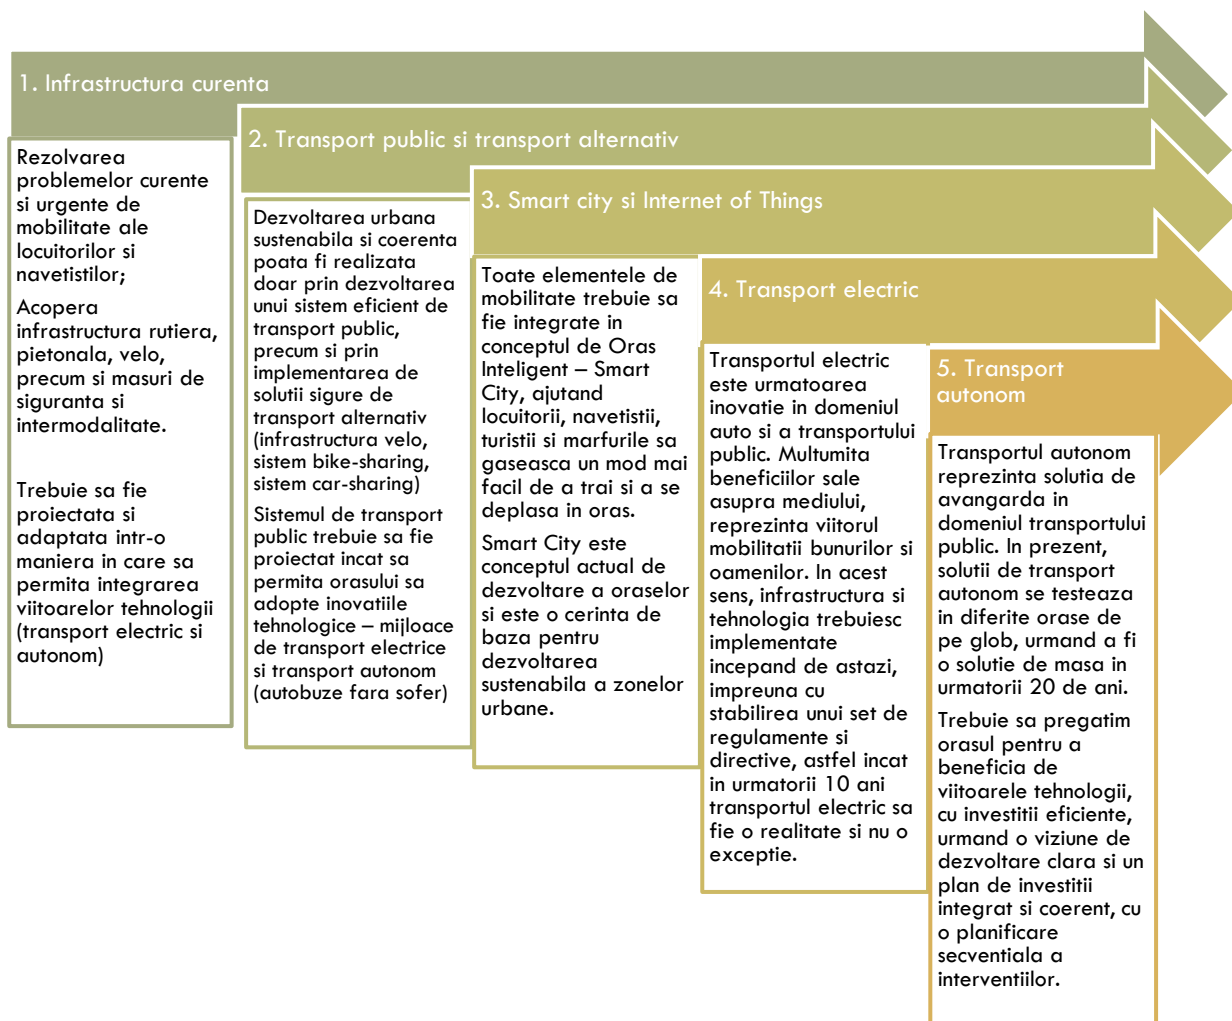 1. Infrastructura curenta
Rezolvarea
problemelor curente
si urgente de
mobilitate ale
locuitorilor si
navetistilor;
Acopera
infrastructura rutiera,
pietonala, velo,
precum si masuri de
siguranta si
intermodalitate.
Trebuie sa fie
proiectata si
adaptata intr-o
maniera in care sa
permita integrarea
viitoarelor tehnologii
(transport electric si
autonom)
2. Transport public si transport alternativ
Dezvoltarea urbana
sustenabila si coerenta
poata fi realizata
doar prin dezvoltarea
unui sistem eficient de
transport public,
precum si prin
implementarea de
solutii sigure de
transport alternativ
(infrastructura velo,
sistem bike-sharing,
sistem car-sharing)
Sistemul de transport
public trebuie sa fie
proiectat incat sa
permita orasului sa
adopte inovatiile
tehnologice – mijloace
de transport electrice
si transport autonom
(autobuze fara sofer)
3. Smart city si Internet of Things
Toate elementele de
mobilitate trebuie sa
fie integrate in
conceptul de Oras
Inteligent – Smart
City, ajutand
locuitorii, navetistii,
turistii si marfurile sa
gaseasca un mod mai
facil de a trai si a se
deplasa in oras.
Smart City este
conceptul actual de
dezvoltare a oraselor
si este o cerinta de
baza pentru
dezvoltarea
sustenabila a zonelor
urbane.
4. Transport electric
Transportul electric
este urmatoarea
inovatie in domeniul
auto si a transportului
public. Multumita
beneficiilor sale
asupra mediului,
reprezinta viitorul
mobilitatii bunurilor si
oamenilor. In acest
sens, infrastructura si
tehnologia trebuiesc
implementate
incepand de astazi,
impreuna cu
stabilirea unui set de
regulamente si
directive, astfel incat
in urmatorii 10 ani
transportul electric sa
fie o realitate si nu o
exceptie.
5. Transport
autonom
Transportul autonom
reprezinta solutia de
avangarda in
domeniul transportului
public. In prezent,
solutii de transport
autonom se testeaza
in diferite orase de
pe glob, urmand a fi
o solutie de masa in
urmatorii 20 de ani.
Trebuie sa pregatim
orasul pentru a
beneficia de
viitoarele tehnologii,
cu investitii eficiente,
urmand o viziune de
dezvoltare clara si un
plan de investitii
integrat si coerent, cu
o planificare
secventiala a
interventiilor.